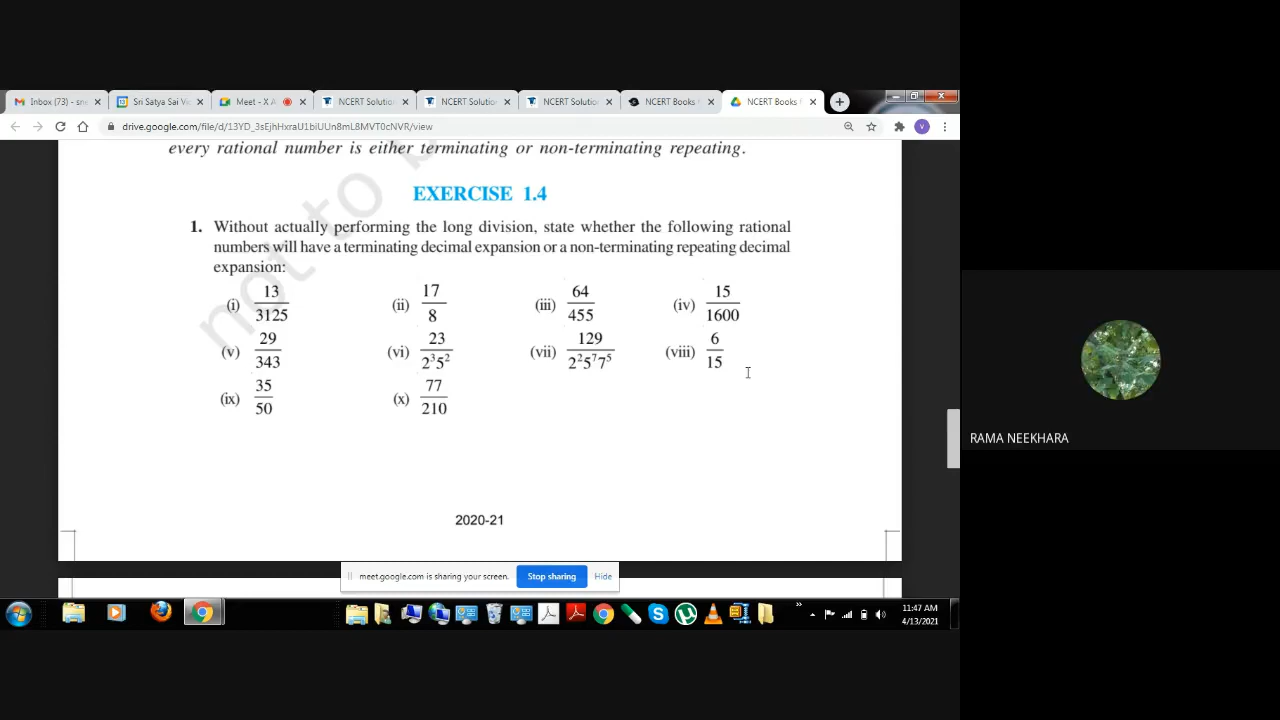 Inbox (73) - sne
Sri Satya Sai Vi
Meet - X A
NCERT Solution
NCERT Solution
NCERT Solution
NCERT Books
NCERT Books
drive.google.com/file/d/13YD_3sEjhHxraU1biUUn8mL8MVT0cNVR/view
every rational number is either terminating or non-terminating repeating.
not to b
EXERCISE 1.4
1. Without actually performing the long division, state whether the following rational
numbers will have a terminating decimal expansion or a non-terminating repeating decimal
expansion:
(i) 13/3125 (ii) 17/8 (iii) 64/455 (iv) 15/1600
(v) 29/343 (vi) 23/2³5² (vii) 129/2²5⁷7⁵ (viii) 6/15
(ix) 35/50 (x) 77/210
2020-21
meet.google.com is sharing your screen. Stop sharing Hide
11:47 AM
4/13/2021
RAMA NEEKHARA